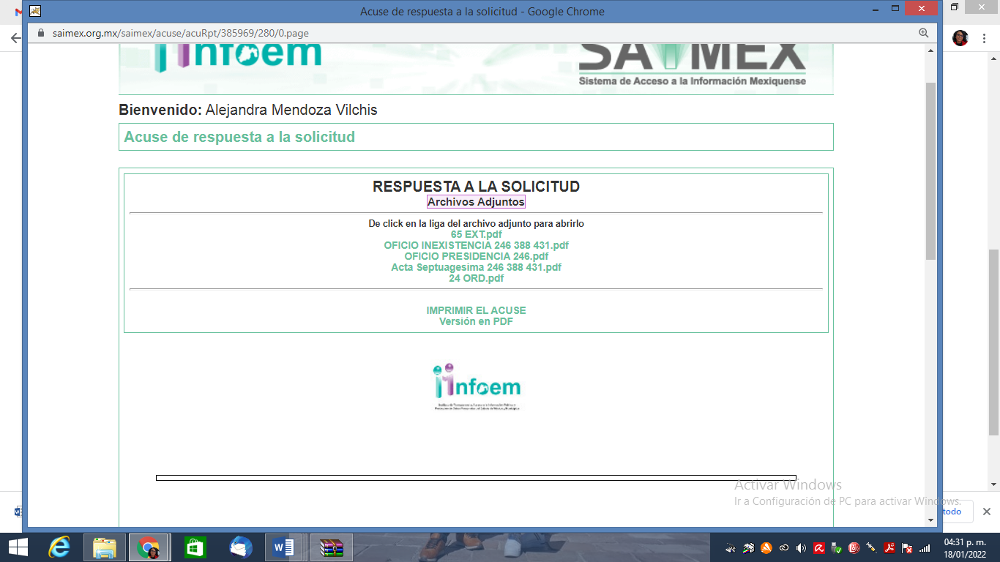 Acuse de respuesta a la solicitud - Google Chrome
saimex.org.mx/saimex/acuse/acuRpt/385969/280/0.page
infoem
SAIMEX
Sistema de Acceso a la Información Mexiquense
Bienvenido: Alejandra Mendoza Vilchis
Acuse de respuesta a la solicitud
RESPUESTA A LA SOLICITUD
Archivos Adjuntos
De click en la liga del archivo adjunto para abrirlo
65 EXT.pdf
OFICIO INEXISTENCIA 246 388 431.pdf
OFICIO PRESIDENCIA 246.pdf
Acta Septuagesima 246 388 431.pdf
24 ORD.pdf
IMPRIMIR EL ACUSE
Versión en PDF
infoem
Activar Windows
Ir a Configuración de PC para activar Windows.
todo
04:31 p. m.
18/01/2022